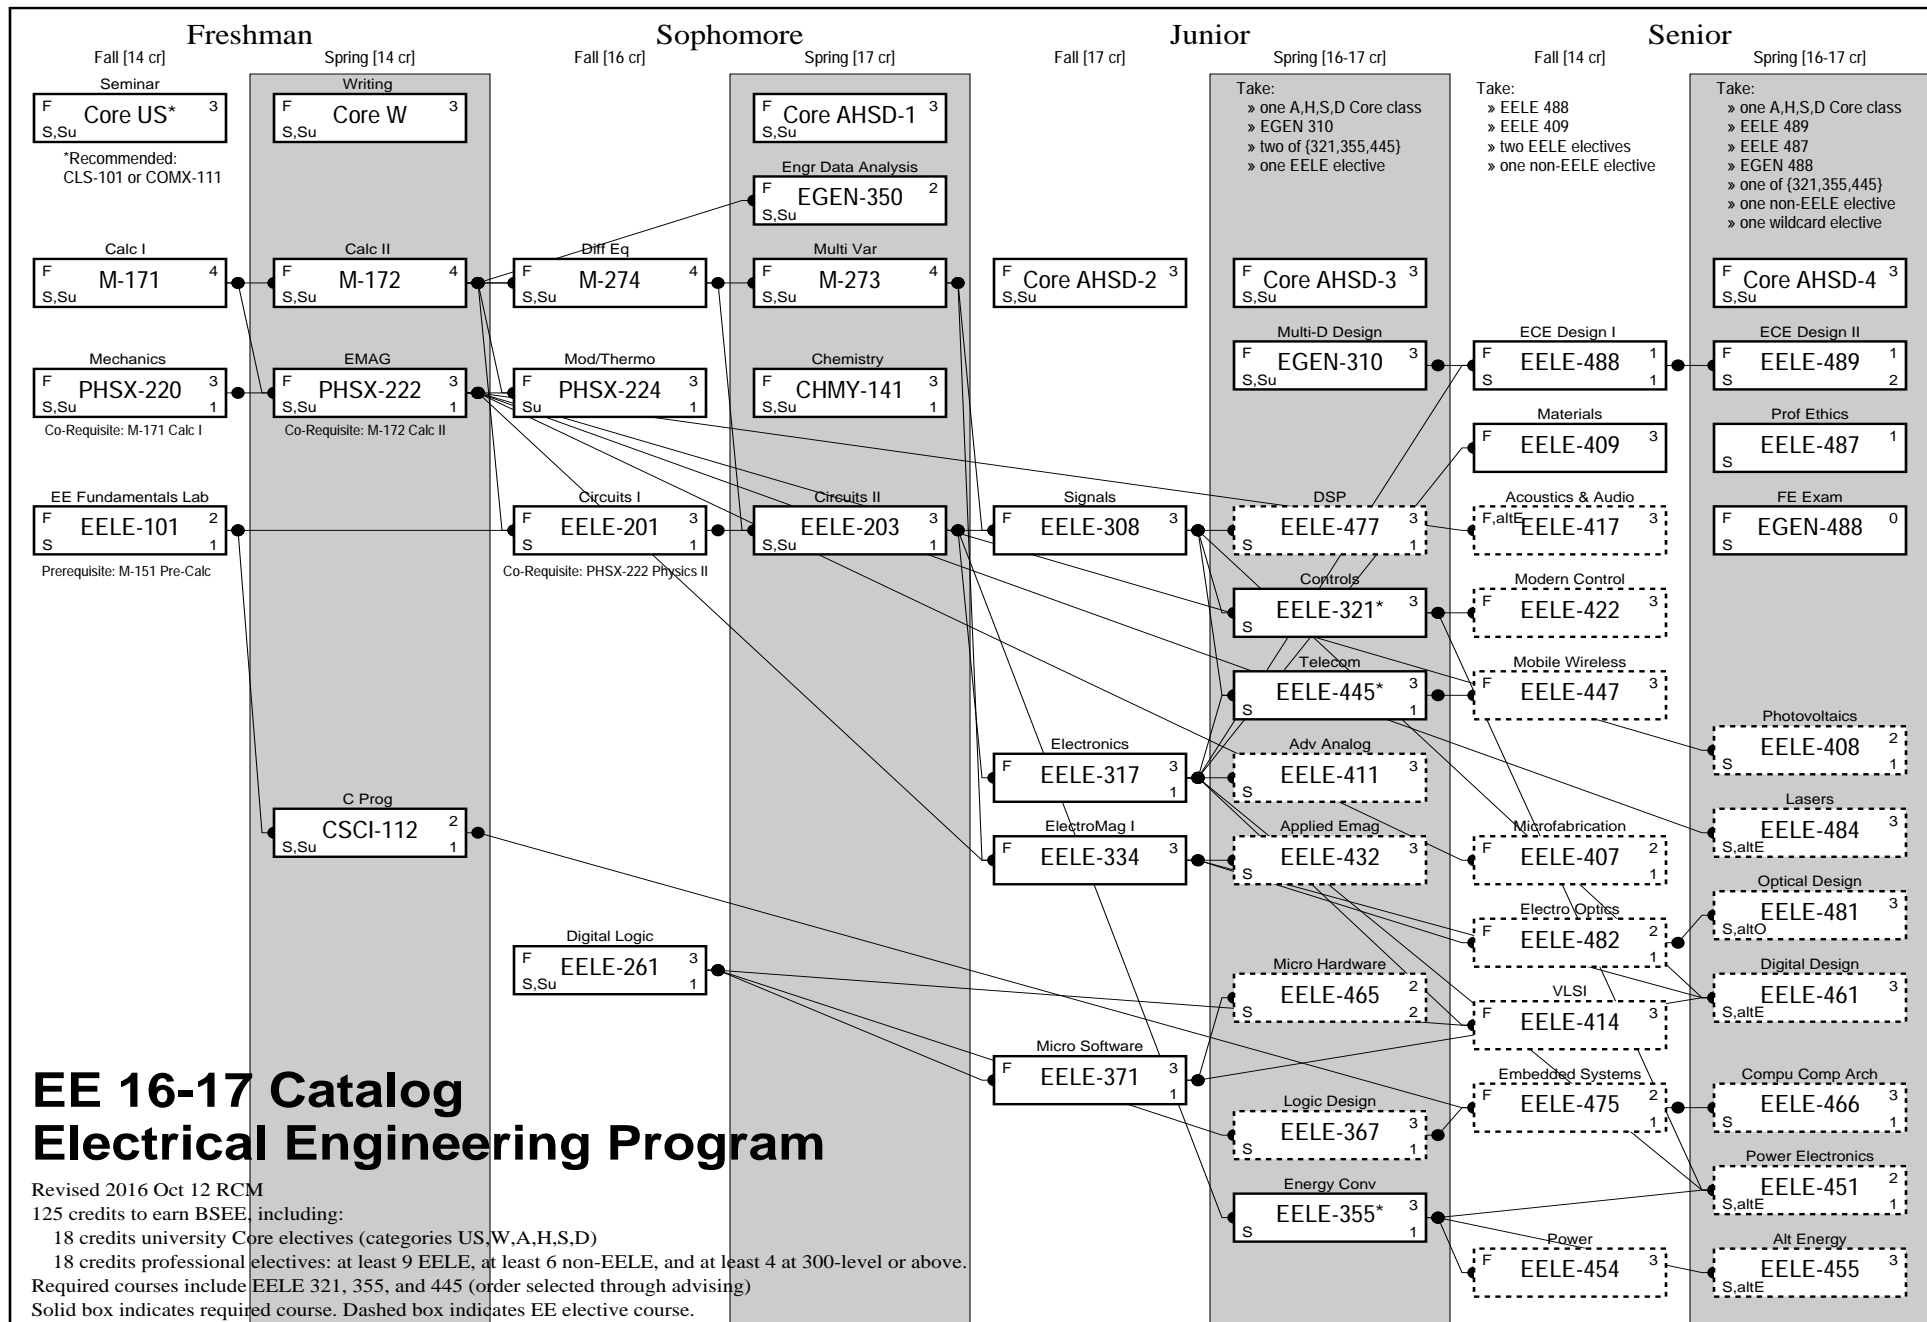 Freshman
Sophomore
Junior
Senior
Fall [14 cr]
Spring [14 cr]
Fall [16 cr]
Spring [17 cr]
Fall [17 cr]
Spring [16-17 cr]
Fall [14 cr]
Spring [16-17 cr]
Seminar
F Core US* 3
S,Su
*Recommended:
CLS-101 or COMX-111
Calc I
F M-171 4
S,Su
Mechanics
F PHSX-220 3
S,Su 1
Co-Requisite: M-171 Calc I
EE Fundamentals Lab
F EELE-101 2
S 1
Prerequisite: M-151 Pre-Calc
Writing
F Core W 3
S,Su
Calc II
F M-172 4
S,Su
EMAG
F PHSX-222 3
S,Su 1
Co-Requisite: M-172 Calc II
C Prog
F CSCI-112 2
S,Su 1
Diff Eq
F M-274 4
S,Su
Mod/Thermo
F PHSX-224 3
Su 1
Circuits I
F EELE-201 3
S,Su 1
Co-Requisite: PHSX-222 Physics II
Digital Logic
F EELE-261 3
S,Su 1
F Core AHSD-1 3
S,Su
Engr Data Analysis
F EGEN-350 2
S,Su
Multi Var
F M-273 4
S,Su
Chemistry
F CHMY-141 3
S,Su 1
Circuits II
F EELE-203 3
S,Su 1
F Core AHSD-2 3
S,Su
Signals
F EELE-308 3
Electronics
F EELE-317 3
1
ElectroMag I
F EELE-334 3
Micro Software
F EELE-371 3
1
Take:
» one A,H,S,D Core class
» EGEN 310
» two of {321,355,445}
» one EELE elective
F Core AHSD-3 3
S,Su
Multi-D Design
F EGEN-310 3
S,Su
DSP
EELE-477 3
S 1
Controls
EELE-321* 3
S
Telecom
EELE-445* 3
S 1
Adv Analog
EELE-411 3
S
Applied Emag
EELE-432 3
S
Micro Hardware
EELE-465 2
S 2
Logic Design
EELE-367 3
S 1
Energy Conv
EELE-355* 3
S 1
Take:
» EELE 488
» EELE 409
» two EELE electives
» one non-EELE elective
ECE Design I
F EELE-488 1
S 1
Materials
F EELE-409 3
Acoustics & Audio
F,altE EELE-417 3
Modern Control
F EELE-422 3
Mobile Wireless
F EELE-447 3
Microfabrication
F EELE-407 2
1
Electro Optics
F EELE-482 2
1
VLSI
F EELE-414 3
Embedded Systems
F EELE-475 2
1
Power
F EELE-454 3
Take:
» one A,H,S,D Core class
» EELE 489
» EELE 487
» EGEN 488
» one of {321,355,445}
» one non-EELE elective
» one wildcard elective
F Core AHSD-4 3
S,Su
ECE Design II
F EELE-489 1
S 2
Prof Ethics
EELE-487 1
S
FE Exam
F EGEN-488 0
S
Photovoltaics
EELE-408 2
S 1
Lasers
EELE-484 3
S,altE
Optical Design
EELE-481 3
S,altO
Digital Design
EELE-461 3
S,altE
Compu Comp Arch
EELE-466 3
S 1
Power Electronics
EELE-451 2
S,altE 1
Alt Energy
EELE-455 3
S,altE
EE 16-17 Catalog
Electrical Engineering Program
Revised 2016 Oct 12 RCM
125 credits to earn BSEE, including:
18 credits university Core electives (categories US,W,A,H,S,D)
18 credits professional electives: at least 9 EELE, at least 6 non-EELE, and at least 4 at 300-level or above.
Required courses include EELE 321, 355, and 445 (order selected through advising)
Solid box indicates required course. Dashed box indicates EE elective course.